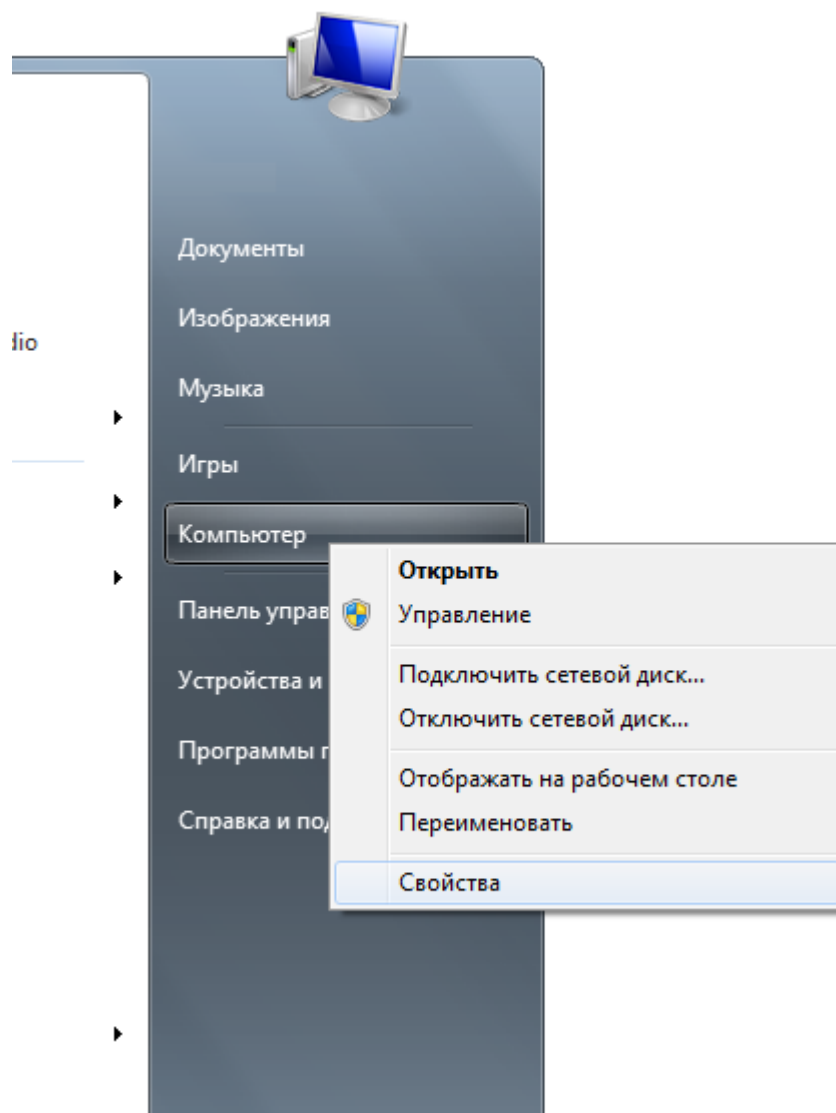 dio
Документы
Изображения
Музыка
Игры
Компьютер
Панель управ
Устройства и
Программы
Справка и
Открыть
Управление
Подключить сетевой диск...
Отключить сетевой диск...
Отображать на рабочем столе
Переименовать
Свойства